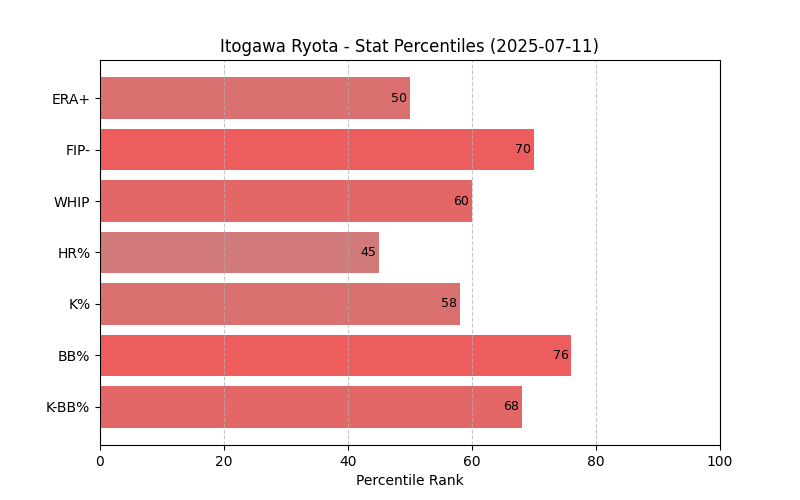 Itogawa Ryota - Stat Percentiles (2025-07-11)
ERA+ 50
FIP- 70
WHIP 60
HR% 45
K% 58
BB% 76
K-BB% 68
0 20 40 60 80 100
Percentile Rank